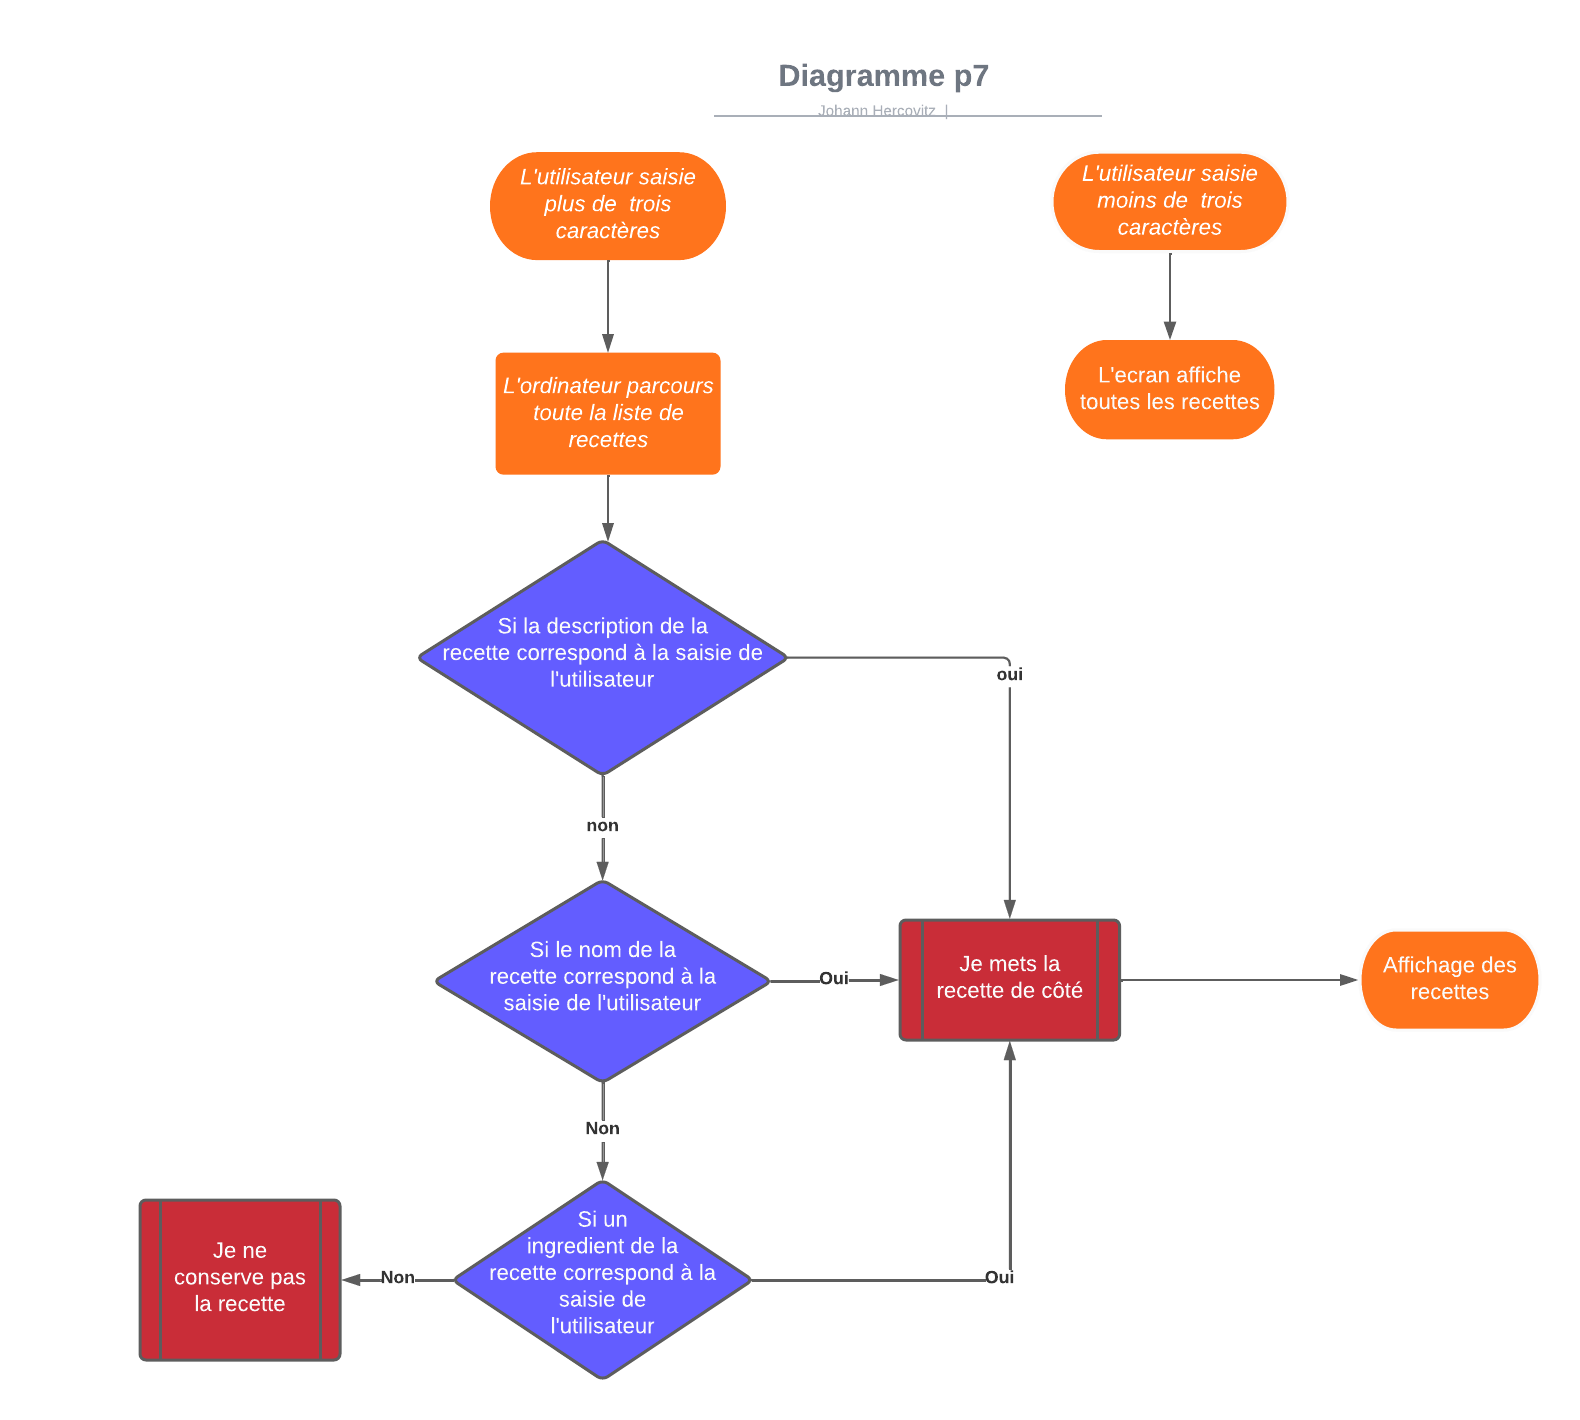 Diagramme p7
Johann Hercovitz |
L'utilisateur saisie
plus de  trois
caractères
L'utilisateur saisie
moins de  trois
caractères
L'ordinateur parcours
toute la liste de
recettes
L'ecran affiche
toutes les recettes
Si la description de la
recette correspond à la saisie de
l'utilisateur
oui
non
Si le nom de la
recette correspond à la
saisie de l'utilisateur
Oui
Je mets la
recette de côté
Affichage des
recettes
Non
Si un
ingredient de la
recette correspond à la
saisie de
l'utilisateur
Oui
Non
Je ne
conserve pas
la recette